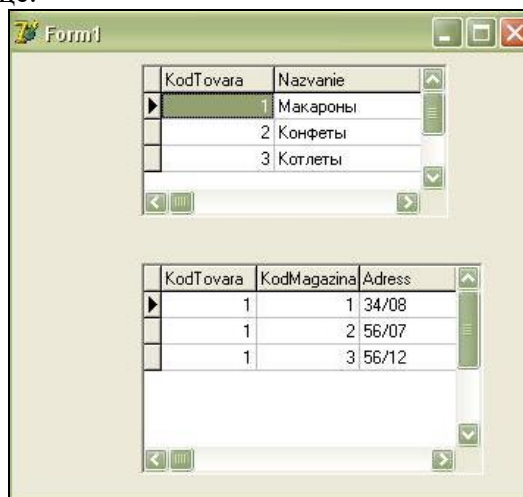 це.
Form1
KodTovara Nazvanie
1 Макароны
2 Конфеты
3 Котлеты
KodTovara KodMagazina Adress
1 1 34/08
1 2 56/07
1 3 56/12